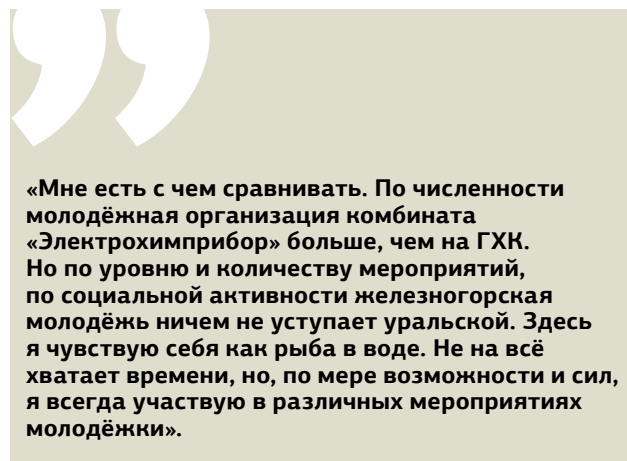 «Мне есть с чем сравнивать. По численности
молодёжная организация комбината
«Электрохимприбор» больше, чем на ГХК.
Но по уровню и количеству мероприятий,
по социальной активности железногорская
молодёжь ничем не уступает уральской. Здесь
я чувствую себя как рыба в воде. Не на всё
хватает времени, но, по мере возможности и сил,
я всегда участвую в различных мероприятиях
молодёжки».